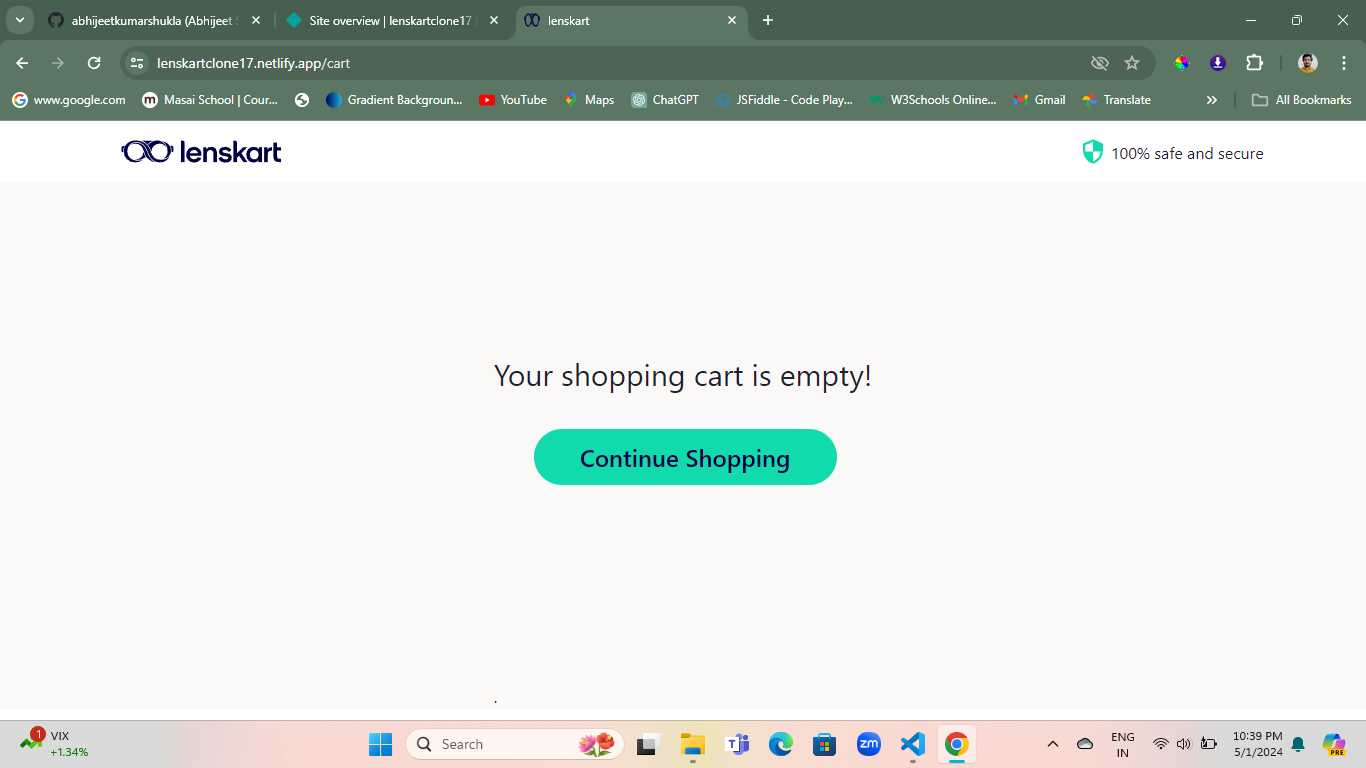 abhijeetkumarshukla (Abhijeet S
Site overview | lenskartclone17
lenskart
lenskartclone17.netlify.app/cart
www.google.com
Masai School | Cour...
Gradient Backgroun...
YouTube
Maps
ChatGPT
JSFiddle - Code Play...
W3Schools Online...
Gmail
Translate
All Bookmarks
lenskart
100% safe and secure
Your shopping cart is empty!
Continue Shopping
.
1
VIX
+1.34%
Search
zm
ENG
IN
10:39 PM
5/1/2024
PRE